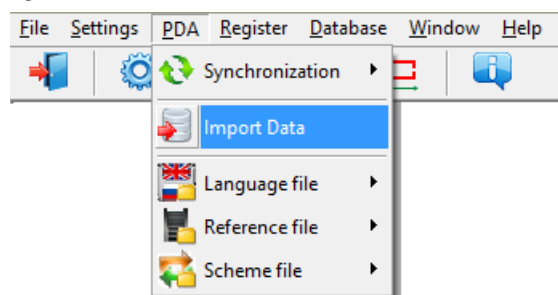 File Settings PDA Register Database Window Help
Synchronization
Import Data
Language file
Reference file
Scheme file